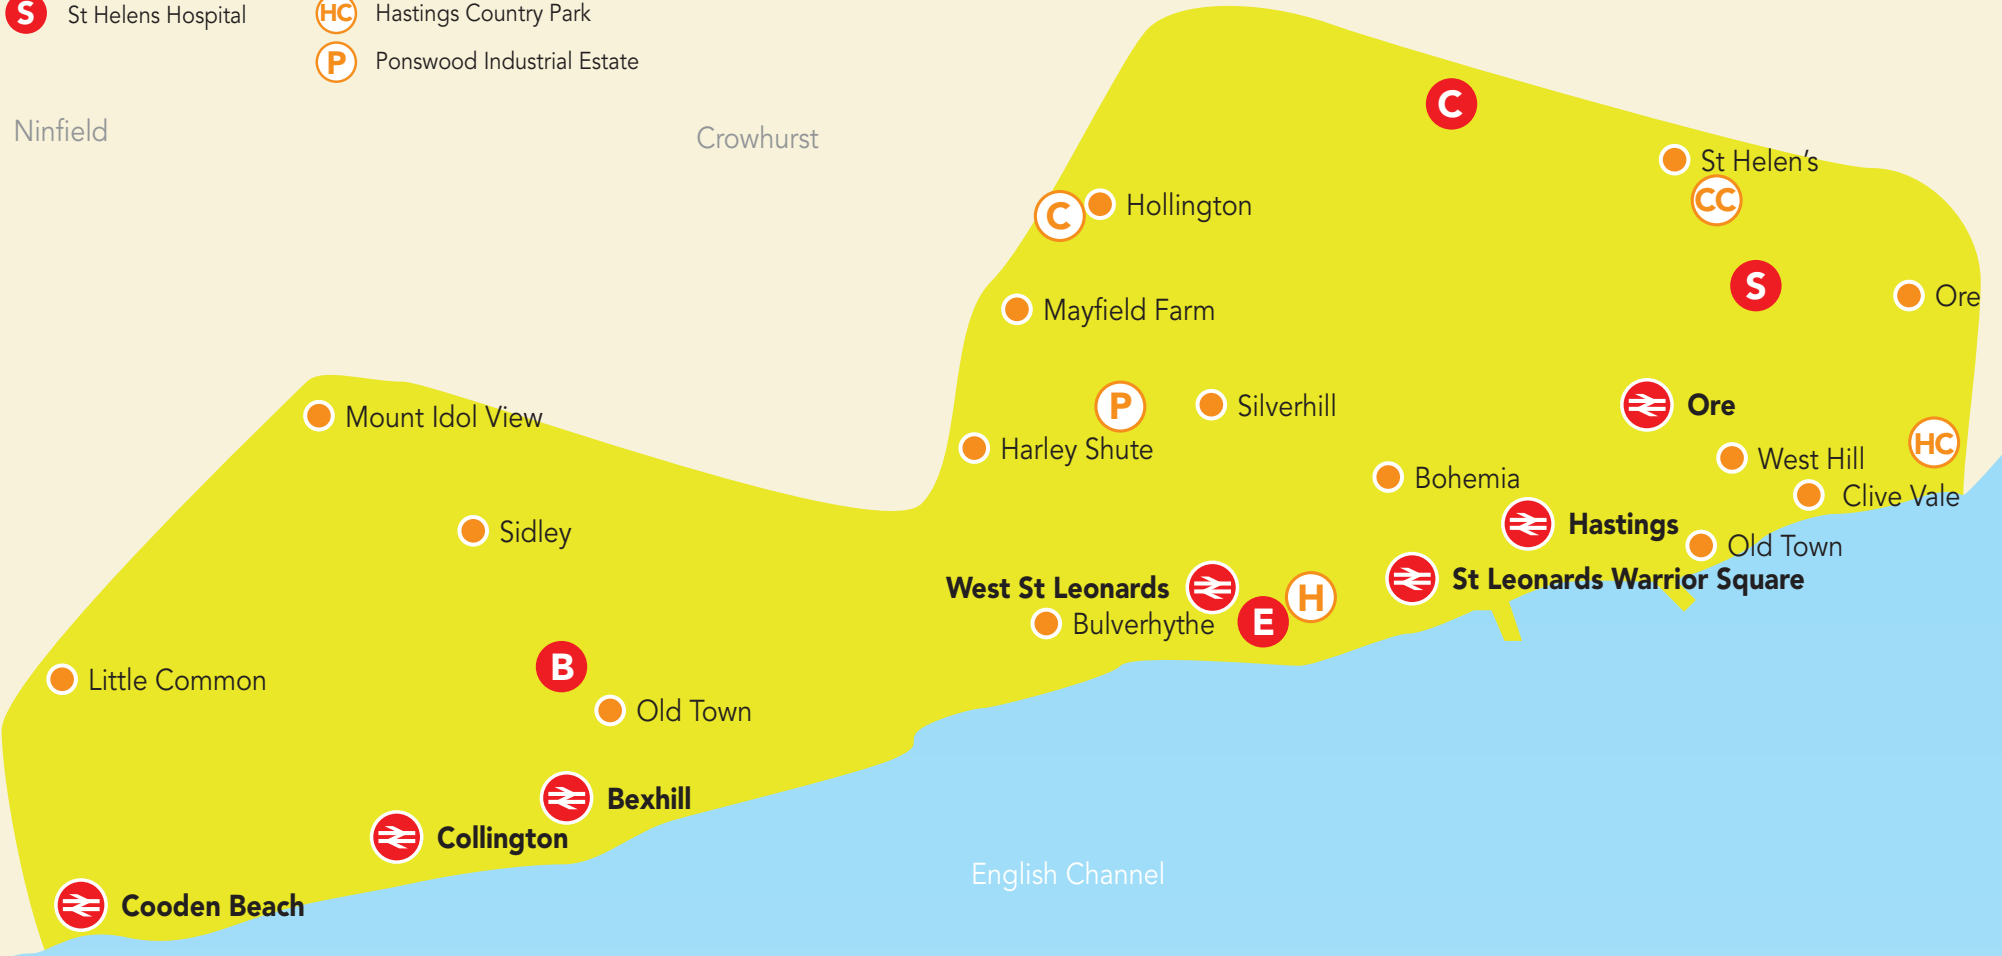 S St Helens Hospital
HC Hastings Country Park
P Ponswood Industrial Estate
Ninfield
Crowhurst
C
St Helen's
CC
C Hollington
S
Ore
Mayfield Farm
P
Silverhill
Ore
Mount Idol View
HC
Harley Shute
West Hill
Bohemia
Clive Vale
Hastings
Sidley
Old Town
St Leonards Warrior Square
West St Leonards
H
E
Bulverhythe
B
Little Common
Old Town
Bexhill
Collington
English Channel
Cooden Beach